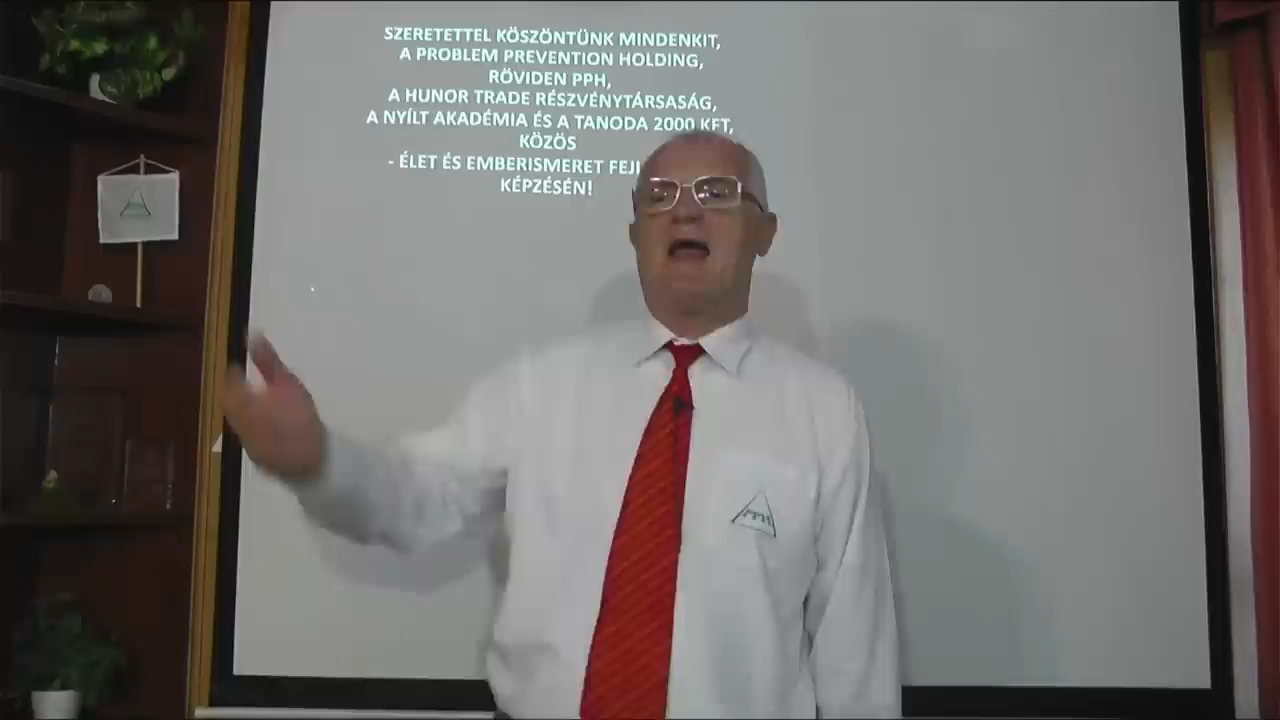 SZERETETTEL KÖSZÖNTÜNK MINDENKIT,
A PROBLEM PREVENTION HOLDING,
RÖVIDEN PPH,
A HUNOR TRADE RÉSZVÉNYTÁRSASÁG,
A NYÍLT AKADÉMIA ÉS A TANODA 2000 KFT,
KÖZÖS
- ÉLET ÉS EMBERISMERET
KÉPZÉSÉN!